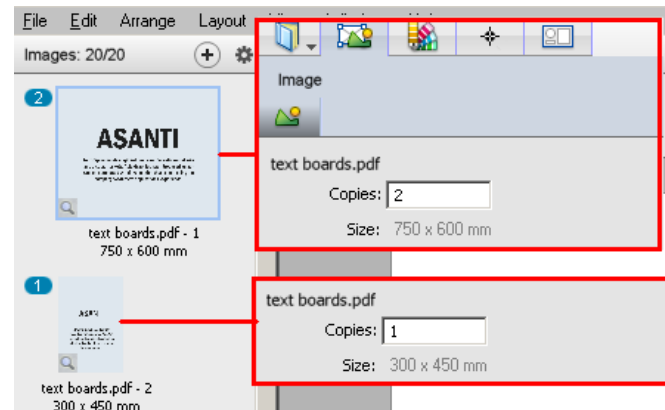 File Edit Arrange Layout
Images: 20/20
2
ASANTI
text boards.pdf - 1
750 x 600 mm
1
ASANTI
text boards.pdf - 2
300 x 450 mm
Image
text boards.pdf
Copies: 2
Size: 750 x 600 mm
text boards.pdf
Copies: 1
Size: 300 x 450 mm